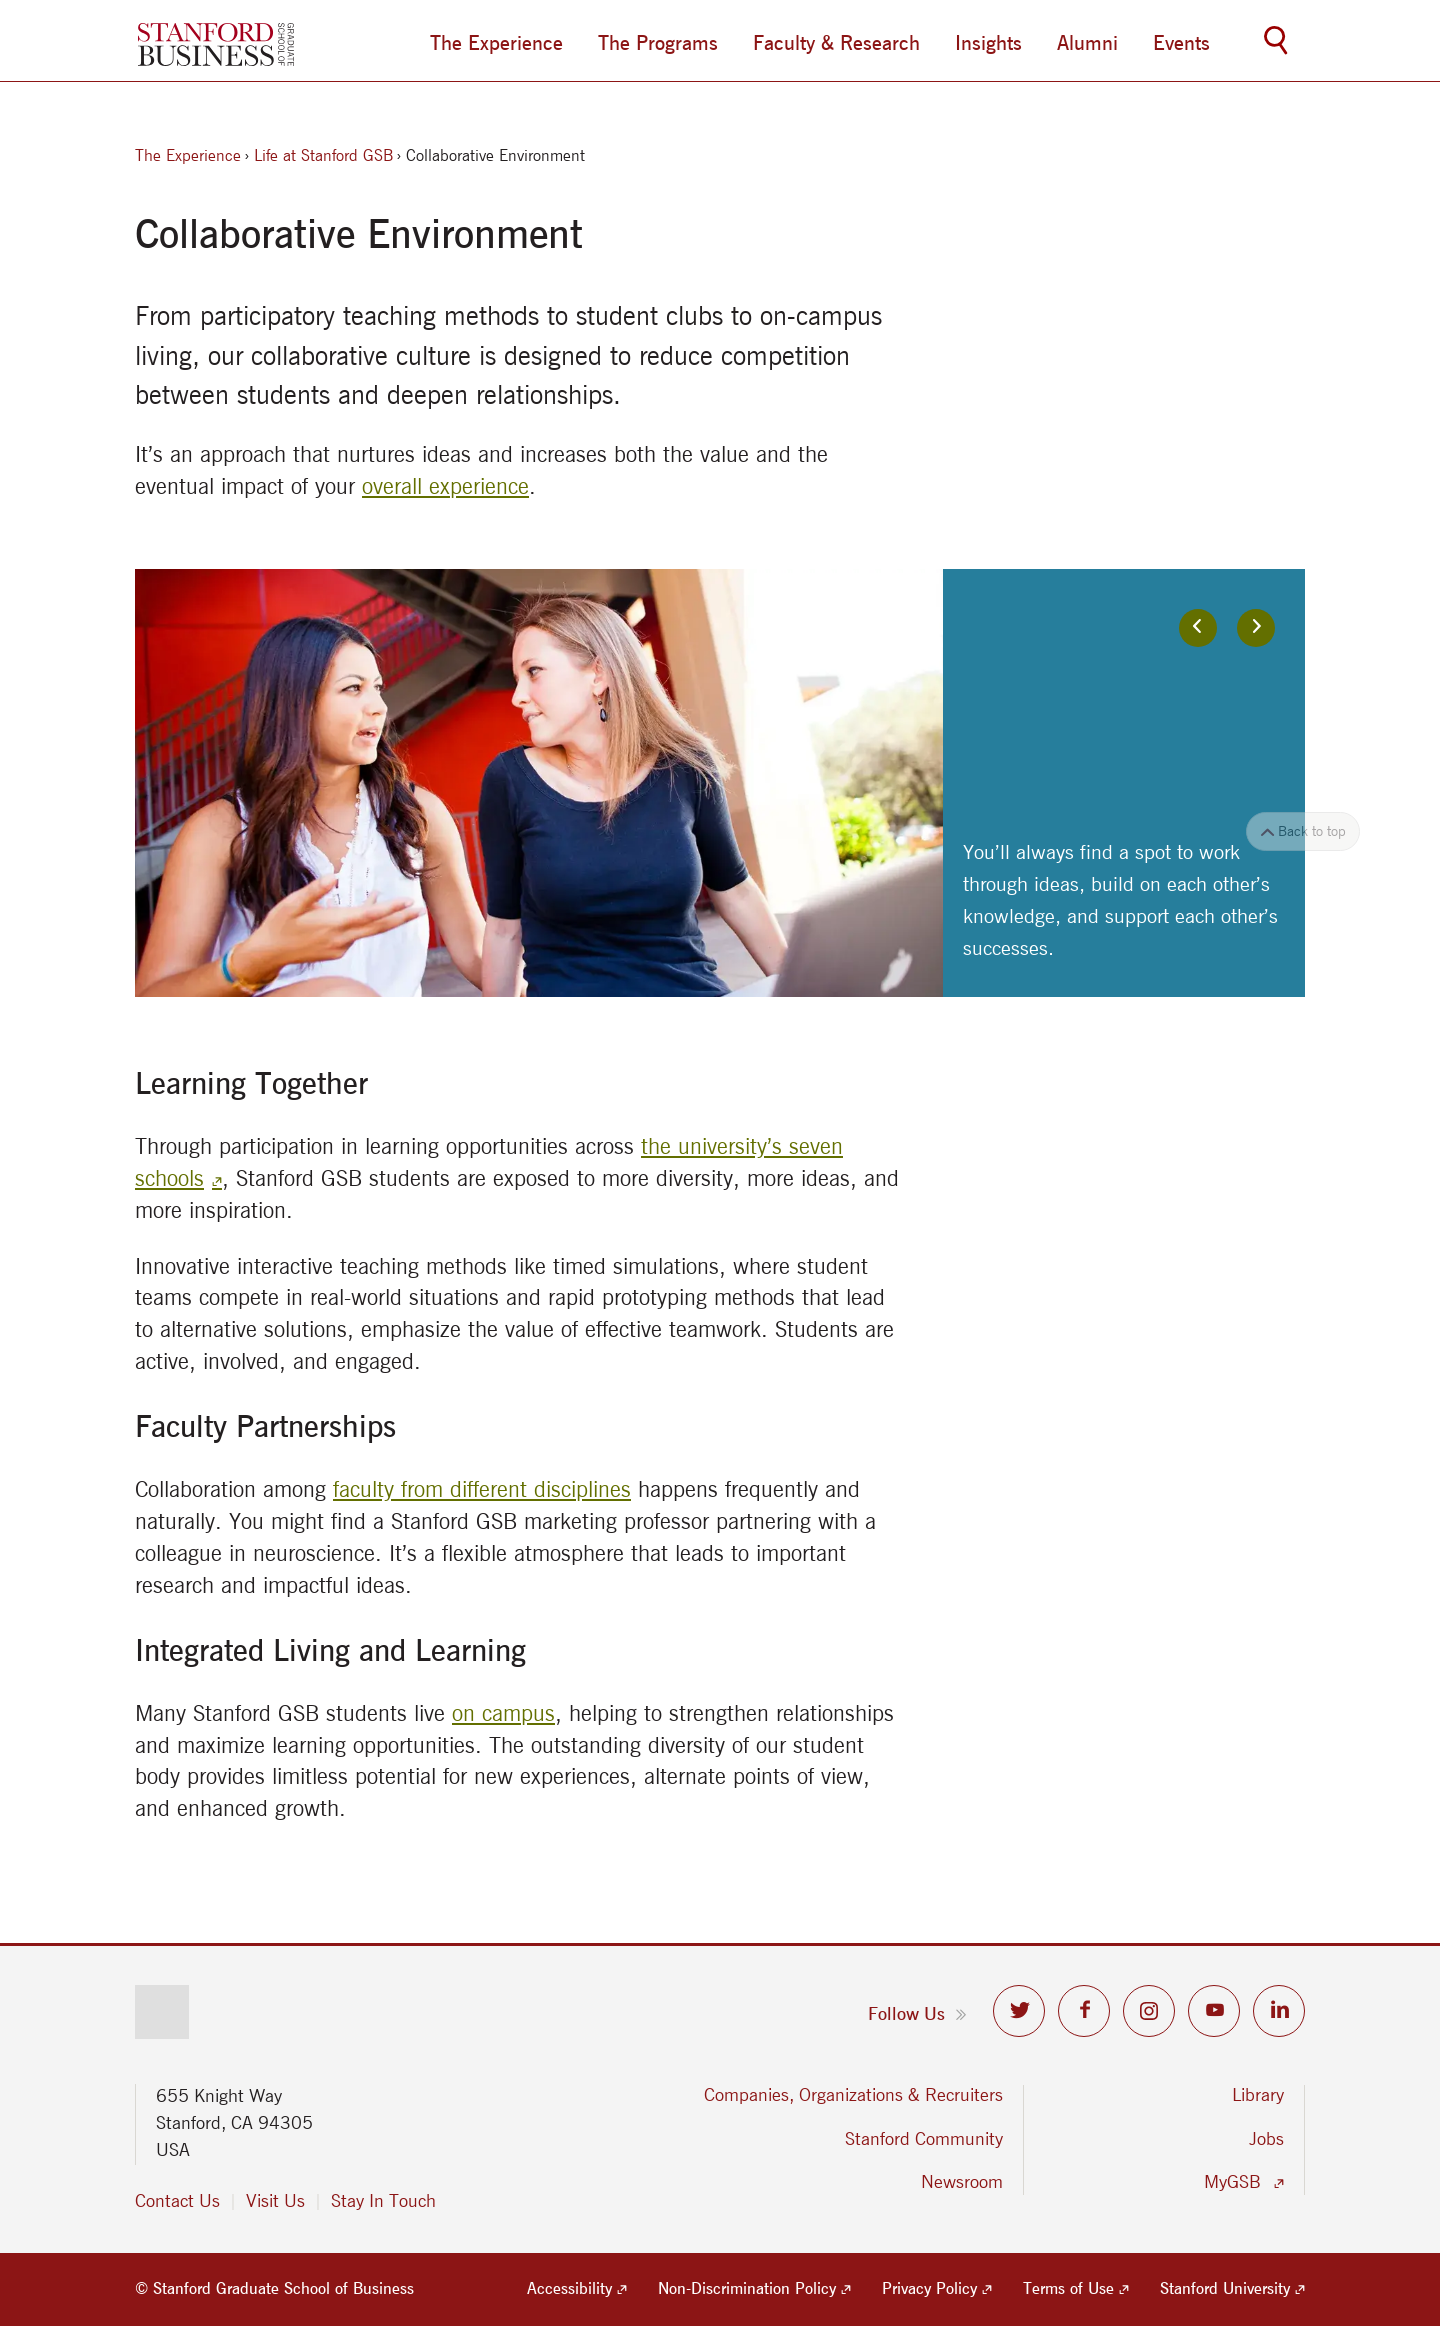 STANFORD
BUSINESS
GRADUATE
SCHOOL OF
The Experience
The Programs
Faculty & Research
Insights
Alumni
Events
The Experience › Life at Stanford GSB › Collaborative Environment
Collaborative Environment
From participatory teaching methods to student clubs to on-campus
living, our collaborative culture is designed to reduce competition
between students and deepen relationships.
It’s an approach that nurtures ideas and increases both the value and the
eventual impact of your overall experience.
Back to top
You’ll always find a spot to work
through ideas, build on each other’s
knowledge, and support each other’s
successes.
Learning Together
Through participation in learning opportunities across the university’s seven
schools, Stanford GSB students are exposed to more diversity, more ideas, and
more inspiration.
Innovative interactive teaching methods like timed simulations, where student
teams compete in real-world situations and rapid prototyping methods that lead
to alternative solutions, emphasize the value of effective teamwork. Students are
active, involved, and engaged.
Faculty Partnerships
Collaboration among faculty from different disciplines happens frequently and
naturally. You might find a Stanford GSB marketing professor partnering with a
colleague in neuroscience. It’s a flexible atmosphere that leads to important
research and impactful ideas.
Integrated Living and Learning
Many Stanford GSB students live on campus, helping to strengthen relationships
and maximize learning opportunities. The outstanding diversity of our student
body provides limitless potential for new experiences, alternate points of view,
and enhanced growth.
Follow Us
655 Knight Way
Stanford, CA 94305
USA
Contact Us | Visit Us | Stay In Touch
Companies, Organizations & Recruiters
Stanford Community
Newsroom
Library
Jobs
MyGSB
© Stanford Graduate School of Business
Accessibility
Non-Discrimination Policy
Privacy Policy
Terms of Use
Stanford University